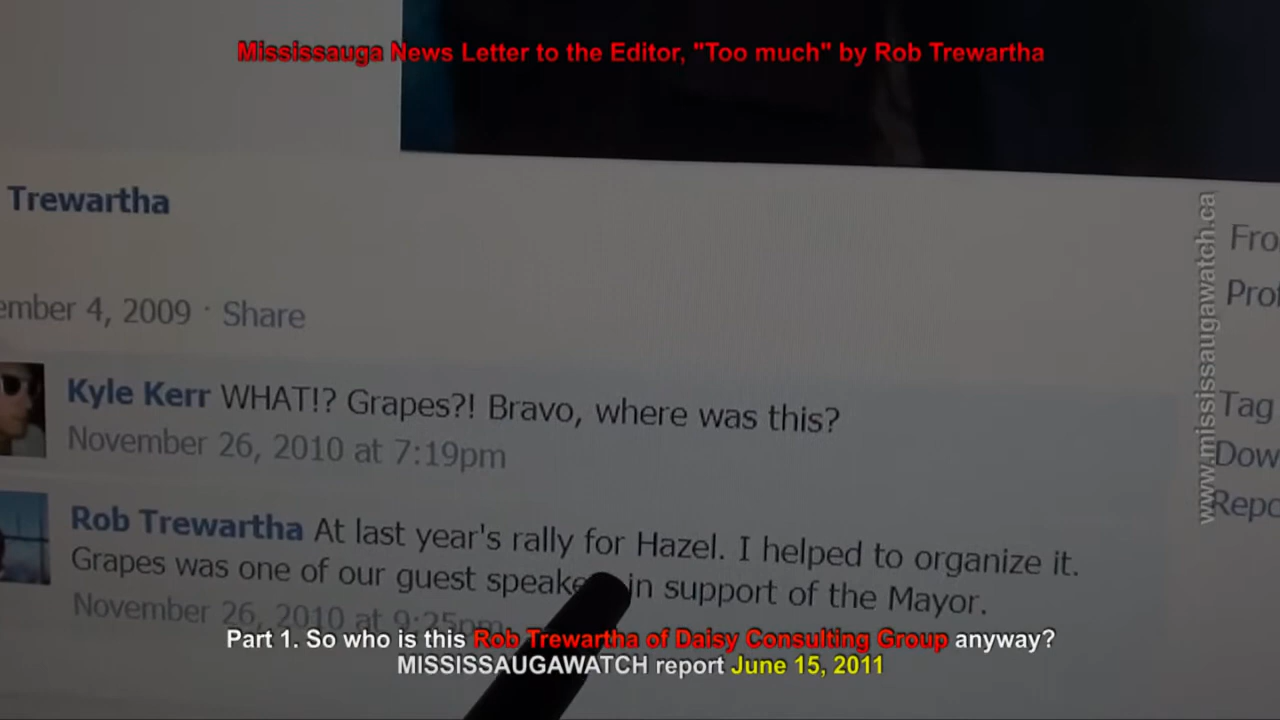 Mississauga News Letter to the Editor, "Too much" by Rob Trewartha
Trewartha
Fro
Prof
ember 4, 2009 · Share
Kyle Kerr WHAT!? Grapes?! Bravo, where was this?
November 26, 2010 at 7:19pm
Tag
Dow
Repo
Rob Trewartha At last year's rally for Hazel. I helped to organize it.
Grapes was one of our guest speake in support of the Mayor.
November 26, 2010 at 9:25pm
www.mississaugawatch.ca
Part 1. So who is this Rob Trewartha of Daisy Consulting Group anyway?
MISSISSAUGAWATCH report June 15, 2011